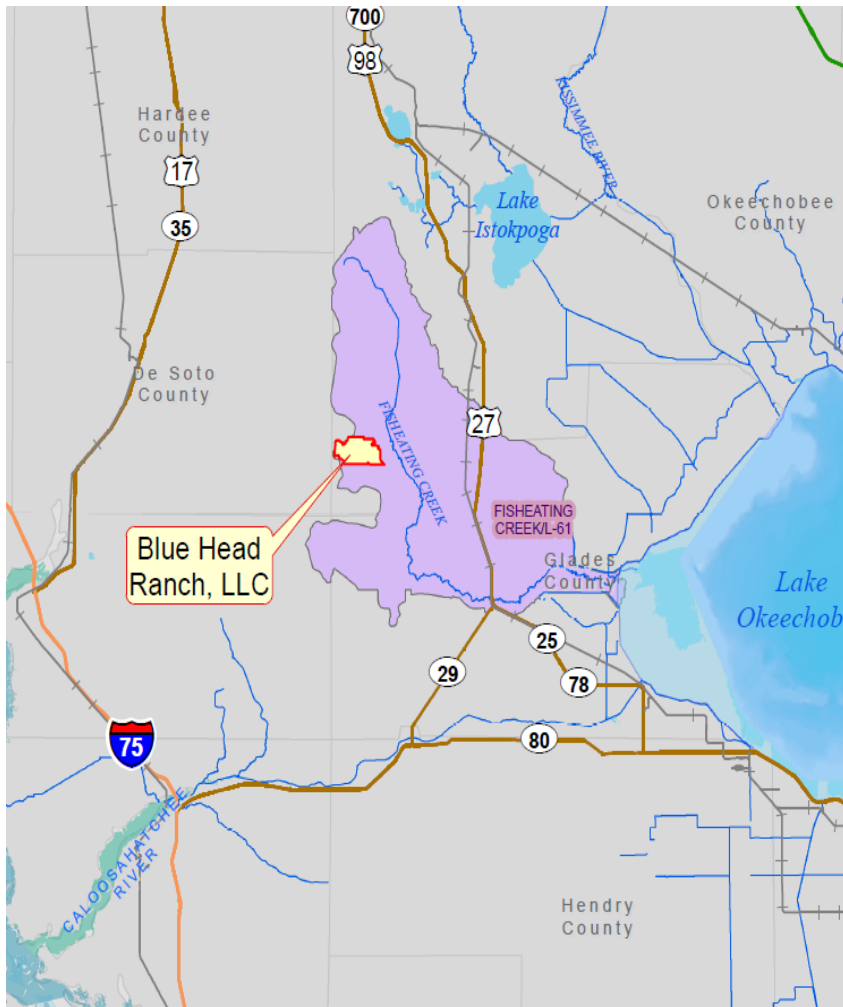 700
98
Hardee
County
KISSIMMEE RIVER
17
Lake
Istokpoga
Okeechobee
County
35
De Soto
County
FISHEATING CREEK
27
FISHEATING
CREEK/L-61
Blue Head
Ranch, LLC
Glades
County
Lake
Okeechob
25
29
78
75
80
CALOOSAHATCHEE
RIVER
Hendry
County